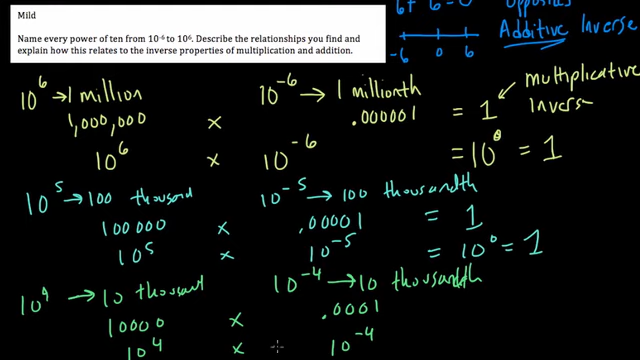 Mild
Name every power of ten from 10⁻⁶ to 10⁶. Describe the relationships you find and
explain how this relates to the inverse properties of multiplication and addition.
Opposites
6 + -6 = 0
Additive Inverse
-6 0 6
10⁶ → 1 million 10⁻⁶ → 1 millionth
1,000,000 x .000001 = 1 multiplicative inverse
10⁶ x 10⁻⁶ = 10⁰ = 1
10⁵ → 100 thousand 10⁻⁵ → 100 thousandth
100000 x .00001 = 1
10⁵ x 10⁻⁵ = 10⁰ = 1
10⁴ → 10 thousand 10⁻⁴ → 10 thousandth
10000 x .0001
10⁴ x 10⁻⁴